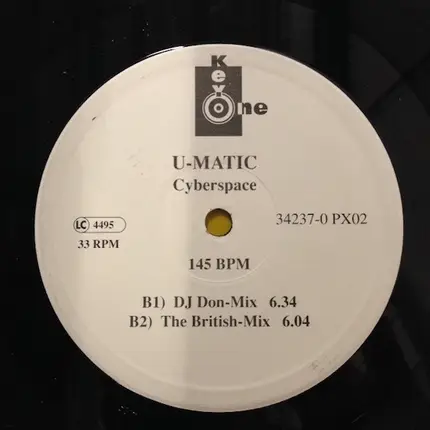 Key
One
U-MATIC
Cyberspace
LC 4495
34237-0 PX02
33 RPM
145 BPM
B1) DJ Don-Mix 6.34
B2) The British-Mix 6.04